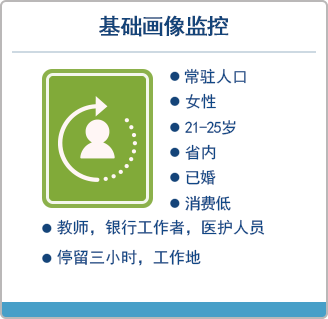 基础画像监控
常驻人口
女性
21-25岁
省内
已婚
消费低
教师，银行工作者，医护人员
停留三小时，工作地